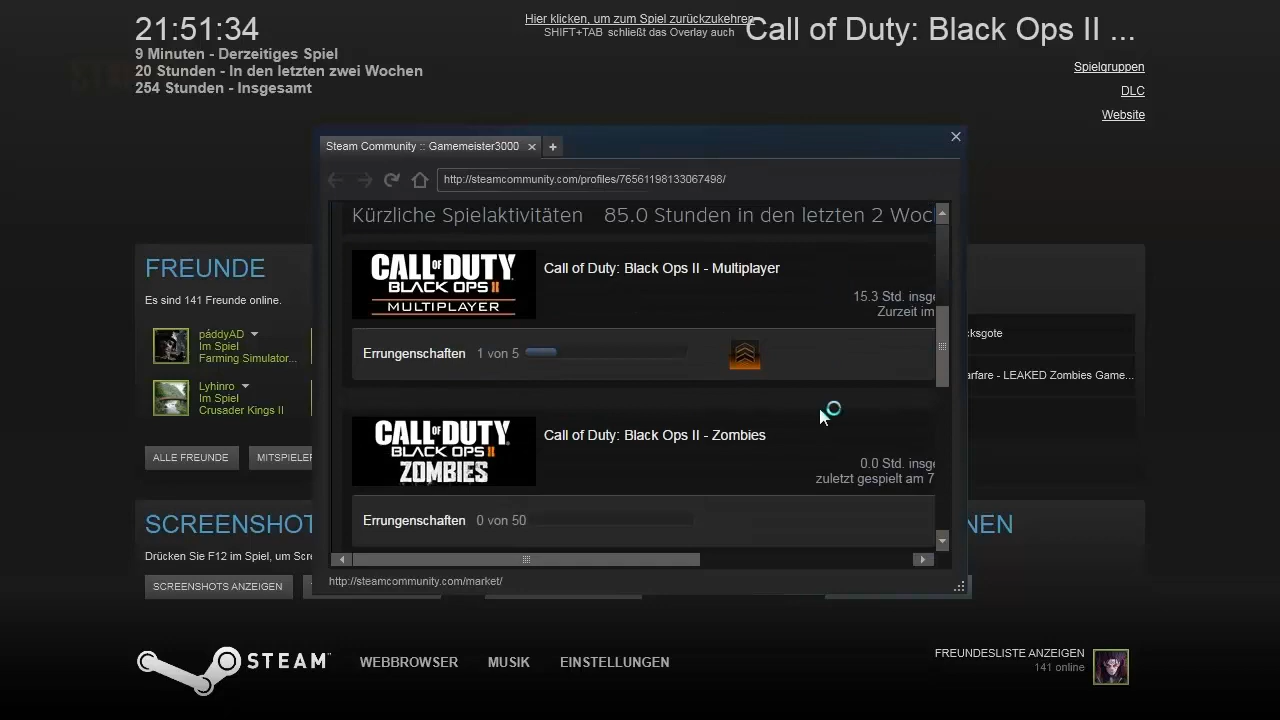 21:51:34
9 Minuten - Derzeitiges Spiel
20 Stunden - In den letzten zwei Wochen
254 Stunden - Insgesamt
Hier klicken, um zum Spiel zurückzukehren
SHIFT+TAB schließt das Overlay auch
Call of Duty: Black Ops II ...
Spielgruppen
DLC
Website
Steam Community :: Gamemeister3000
http://steamcommunity.com/profiles/76561198133067498/
Kürzliche Spielaktivitäten 85.0 Stunden in den letzten 2 Woc
CALL OF DUTY
BLACK OPS II
MULTIPLAYER
Call of Duty: Black Ops II - Multiplayer
15.3 Std. insge
Zurzeit im
Errungenschaften 1 von 5
CALL OF DUTY
BLACK OPS II
ZOMBIES
Call of Duty: Black Ops II - Zombies
0.0 Std. insge
zuletzt gespielt am 7
Errungenschaften 0 von 50
http://steamcommunity.com/market/
FREUNDE
Es sind 141 Freunde online.
páddyAD
Im Spiel
Farming Simulator...
Lyhinro
Im Spiel
Crusader Kings II
ALLE FREUNDE
MITSPIELER
cksgote
arfare - LEAKED Zombies Game...
SCREENSHOT
NEN
Drücken Sie F12 im Spiel, um Scre
SCREENSHOTS ANZEIGEN
STEAM
WEBBROWSER
MUSIK
EINSTELLUNGEN
FREUNDESLISTE ANZEIGEN
141 online